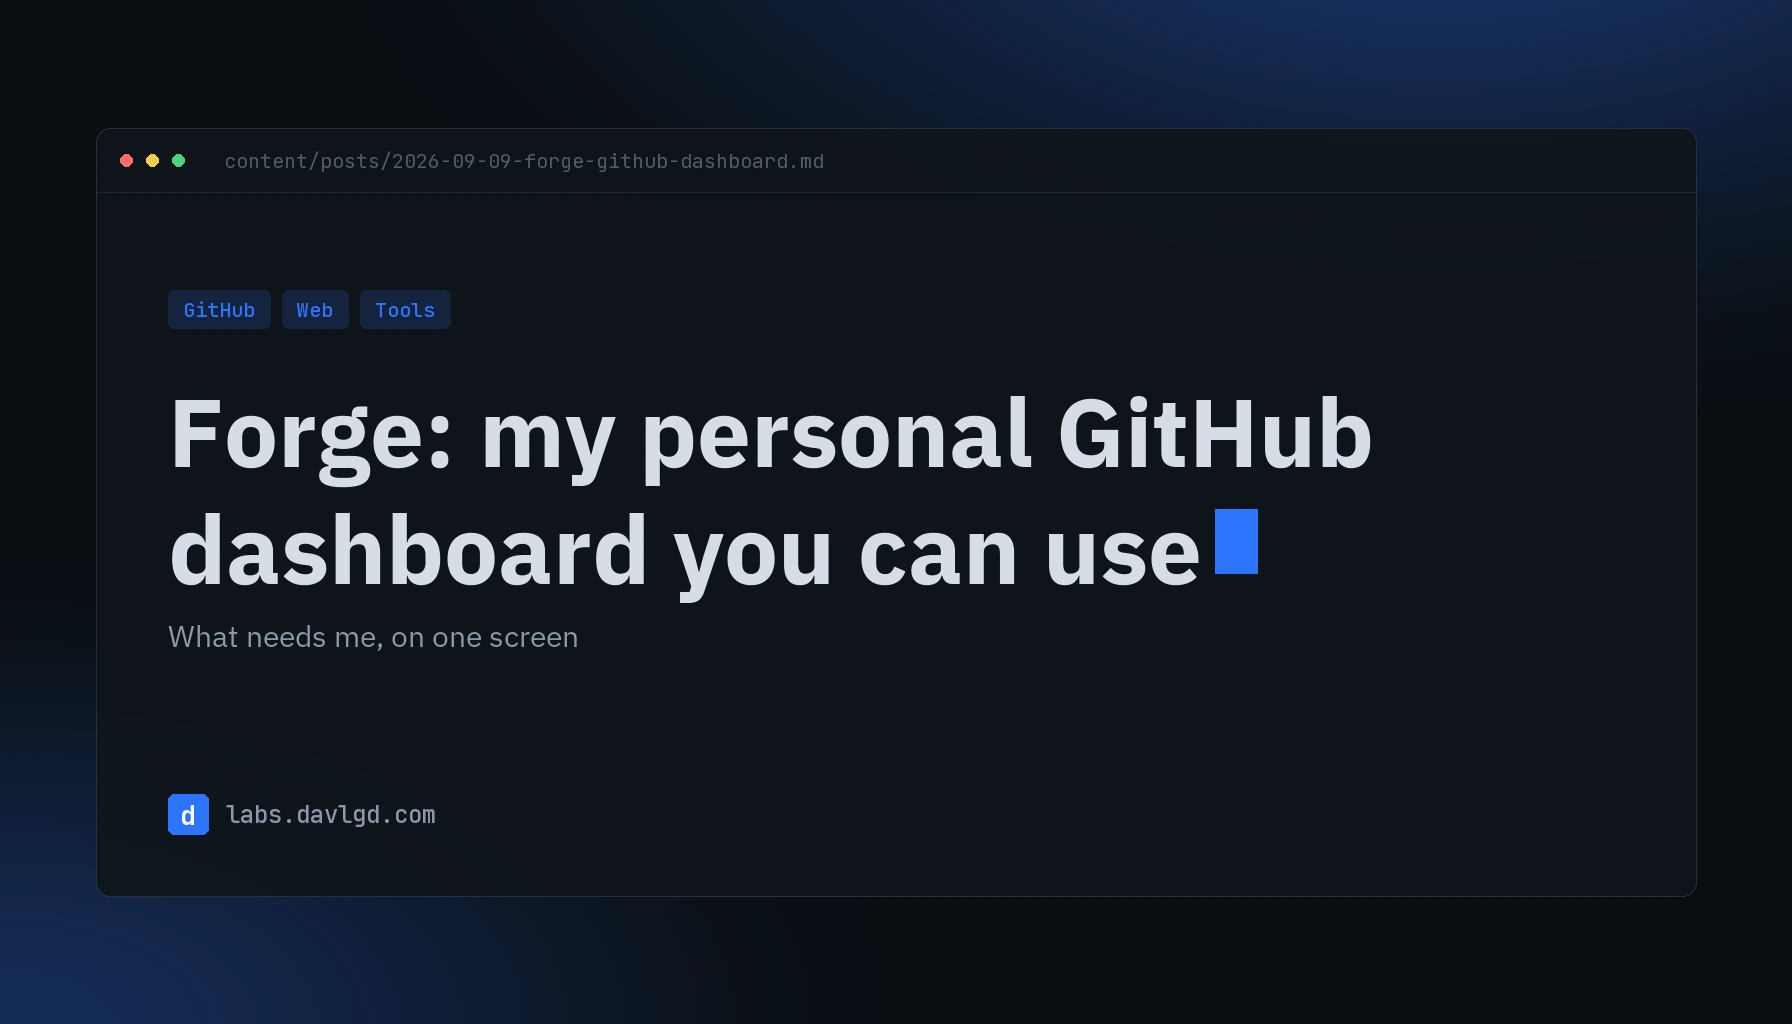 content/posts/2026-09-09-forge-github-dashboard.md
GitHub Web Tools
Forge: my personal GitHub
dashboard you can use
What needs me, on one screen
d labs.davlgd.com